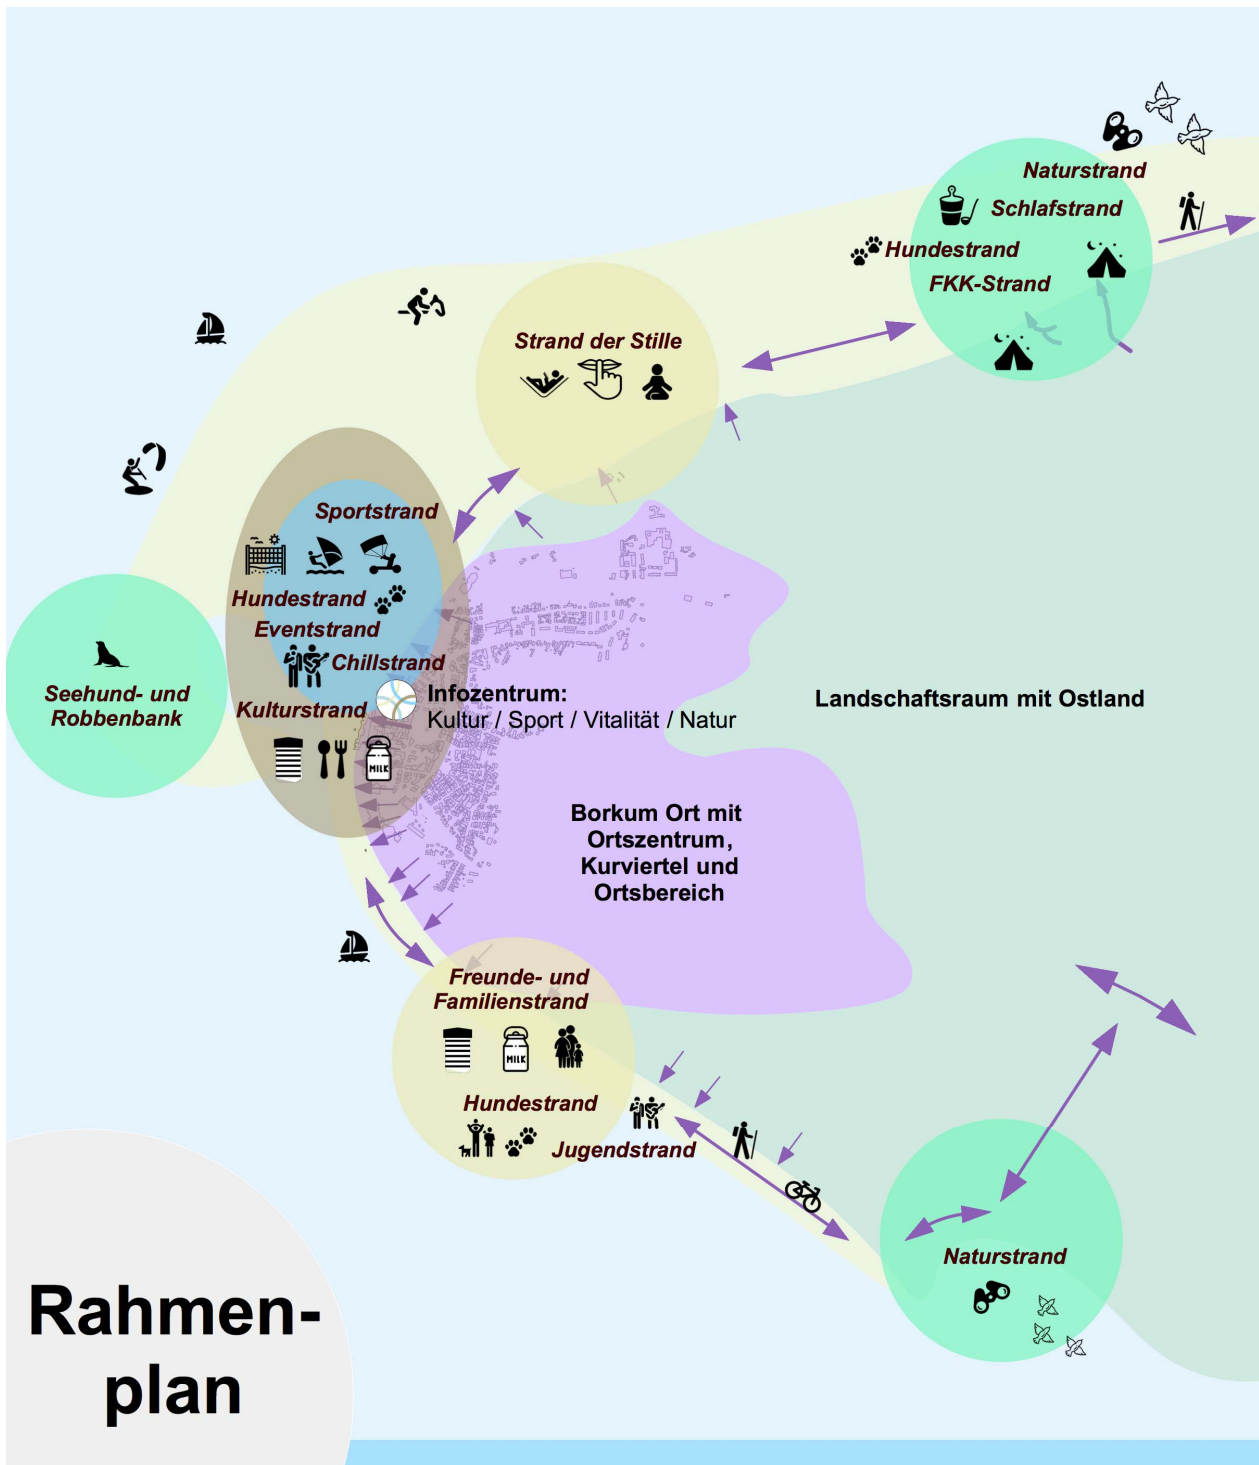 Naturstrand
Schlafstrand
Hundestrand
FKK-Strand
Strand der Stille
Sportstrand
Hundestrand
Eventstrand
Chillstrand
Kulturstrand
MILK
Seehund- und
Robbenbank
Infozentrum:
Kultur / Sport / Vitalität / Natur
Landschaftsraum mit Ostland
Borkum Ort mit
Ortszentrum,
Kurviertel und
Ortsbereich
Freunde- und
Familienstrand
MILK
Hundestrand
Jugendstrand
Naturstrand
Rahmen-
plan